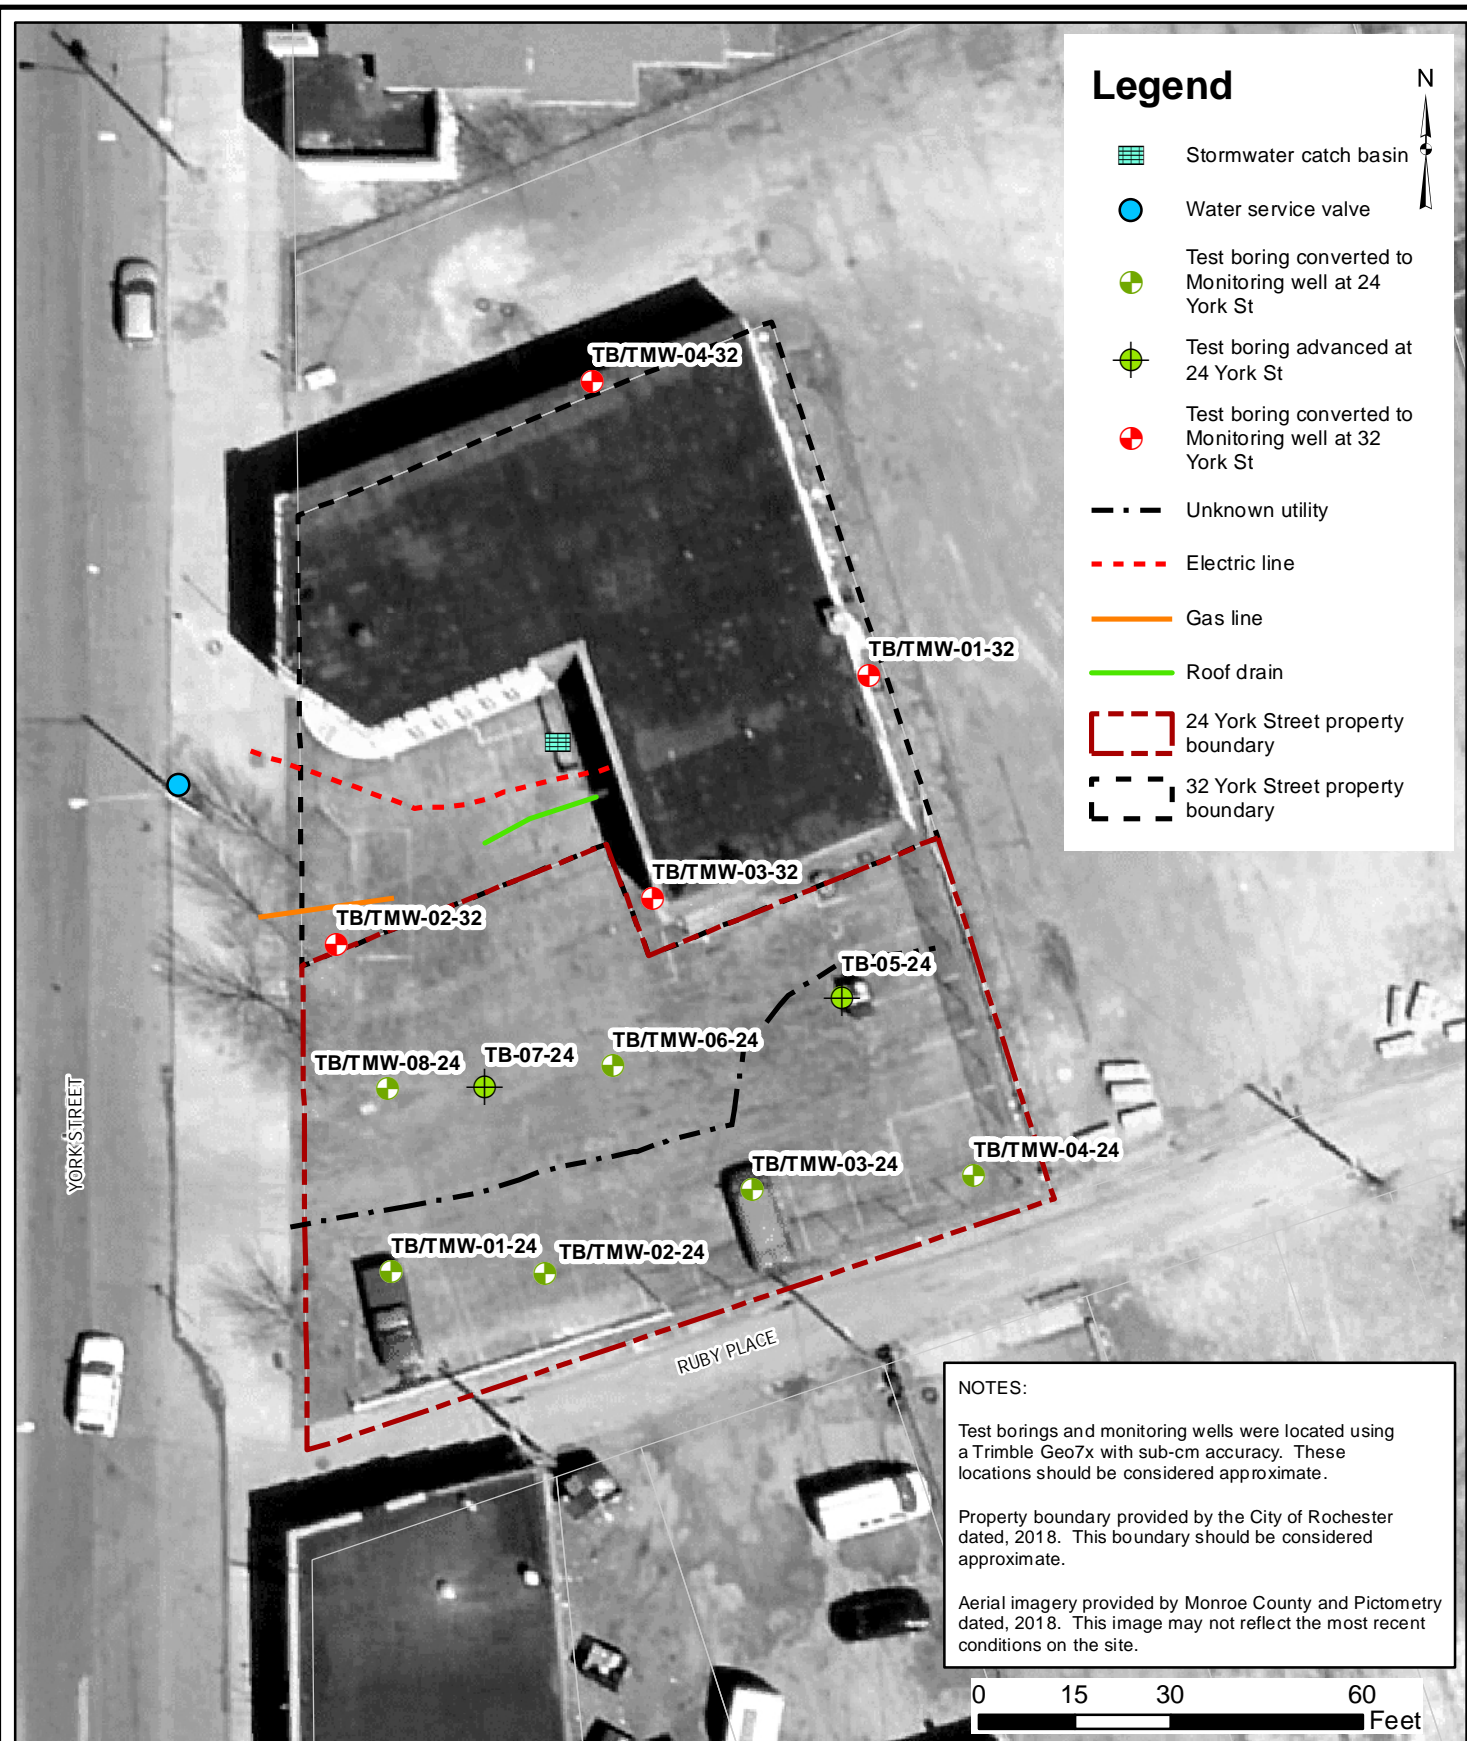 Legend
N
Stormwater catch basin
Water service valve
Test boring converted to
Monitoring well at 24
York St
Test boring advanced at
24 York St
Test boring converted to
Monitoring well at 32
York St
Unknown utility
Electric line
Gas line
Roof drain
24 York Street property
boundary
32 York Street property
boundary
TB/TMW-04-32
TB/TMW-01-32
TB/TMW-03-32
TB/TMW-02-32
TB-05-24
TB/TMW-06-24
TB-07-24
TB/TMW-08-24
TB/TMW-04-24
TB/TMW-03-24
TB/TMW-01-24
TB/TMW-02-24
YORK STREET
RUBY PLACE
NOTES:
Test borings and monitoring wells were located using
a Trimble Geo7x with sub-cm accuracy. These
locations should be considered approximate.
Property boundary provided by the City of Rochester
dated, 2018. This boundary should be considered
approximate.
Aerial imagery provided by Monroe County and Pictometry
dated, 2018. This image may not reflect the most recent
conditions on the site.
0 15 30 60
Feet